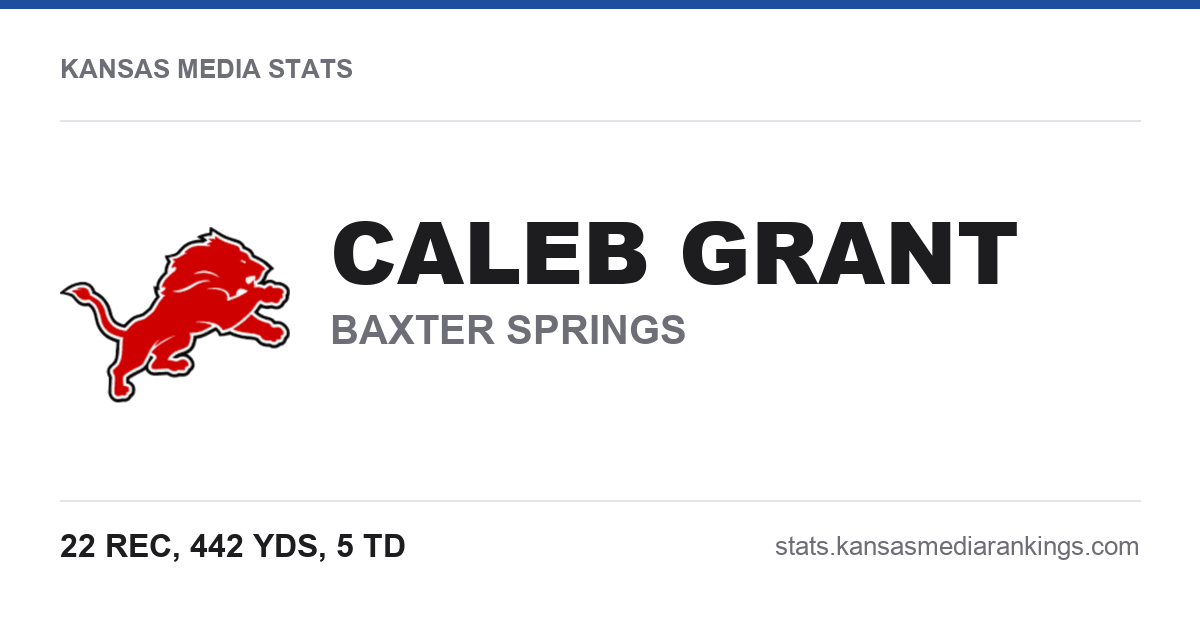 KANSAS MEDIA STATS
CALEB GRANT
BAXTER SPRINGS
22 REC, 442 YDS, 5 TD
stats.kansasmediarankings.com